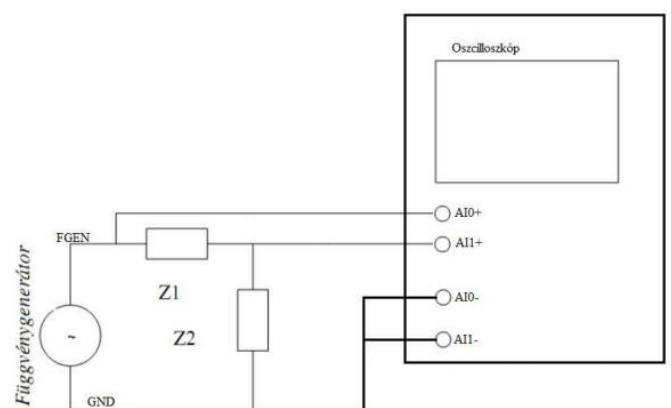 Oszcilloszkóp
AI0+
FGEN
AI1+
Z1
AI0-
Függvénygenerátor
~
Z2
AI1-
GND